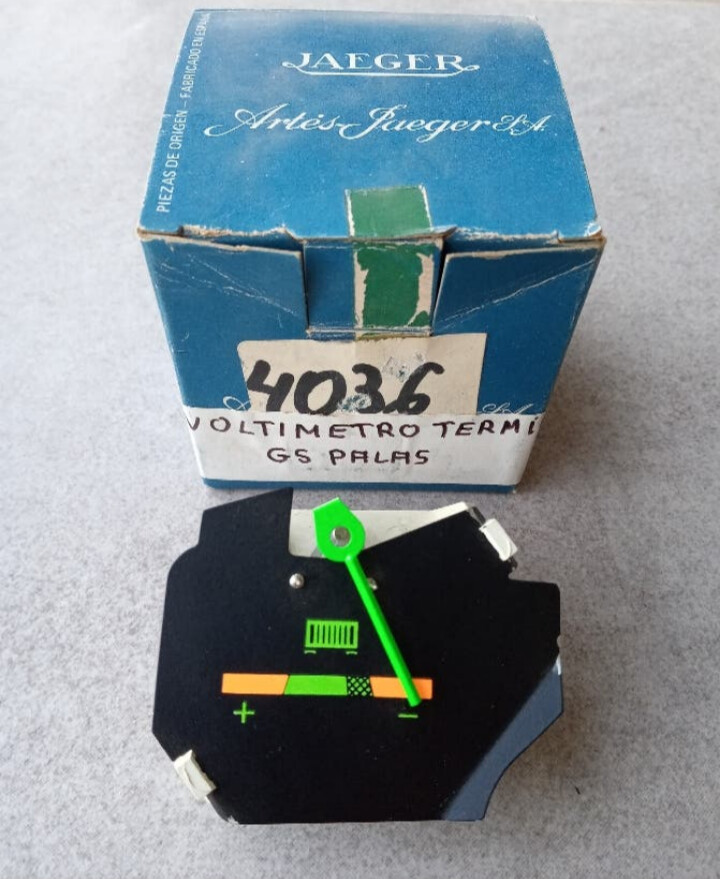 PIEZAS DE ORIGEN - FABRICADO EN ESPAÑA
JAEGER
Artés-Jaeger S.A.
4036
S.A.
VOLTIMETRO TERMI
GS PALAS
+ −